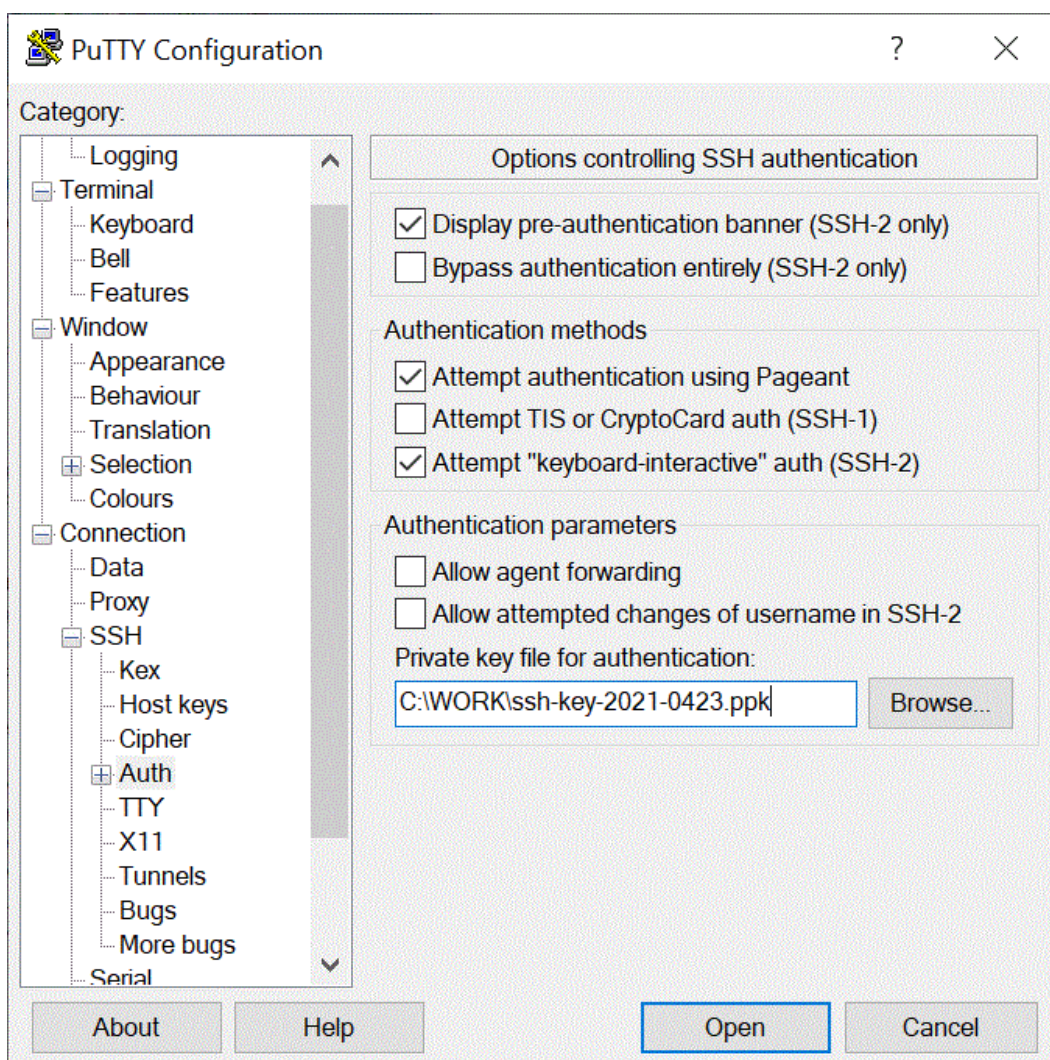 PuTTY Configuration
Category:
Logging
Terminal
Keyboard
Bell
Features
Window
Appearance
Behaviour
Translation
Selection
Colours
Connection
Data
Proxy
SSH
Kex
Host keys
Cipher
Auth
TTY
X11
Tunnels
Bugs
More bugs
Serial
Options controlling SSH authentication
Display pre-authentication banner (SSH-2 only)
Bypass authentication entirely (SSH-2 only)
Authentication methods
Attempt authentication using Pageant
Attempt TIS or CryptoCard auth (SSH-1)
Attempt "keyboard-interactive" auth (SSH-2)
Authentication parameters
Allow agent forwarding
Allow attempted changes of username in SSH-2
Private key file for authentication:
C:\WORK\ssh-key-2021-0423.ppk
Browse...
About
Help
Open
Cancel